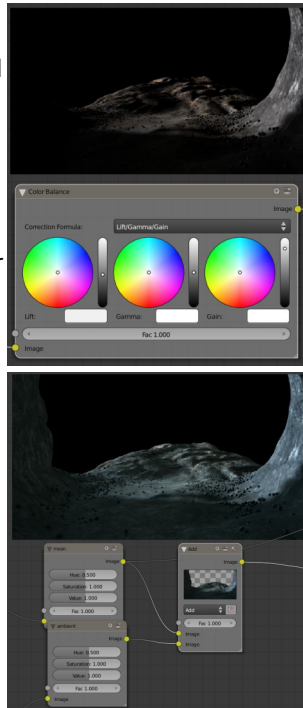 Color Balance
Image
Correction Formula: Lift/Gamma/Gain
Lift: Gamma: Gain:
Fac 1.000
Image
moon
Image
Hue: 0.500
Saturation: 1.000
Value: 1.000
Fac 1.000
Add
Image
Add
Fac 1.000
Image
Image
ambient
Image
Hue: 0.500
Saturation: 1.000
Value: 1.000
Fac 1.000
Image